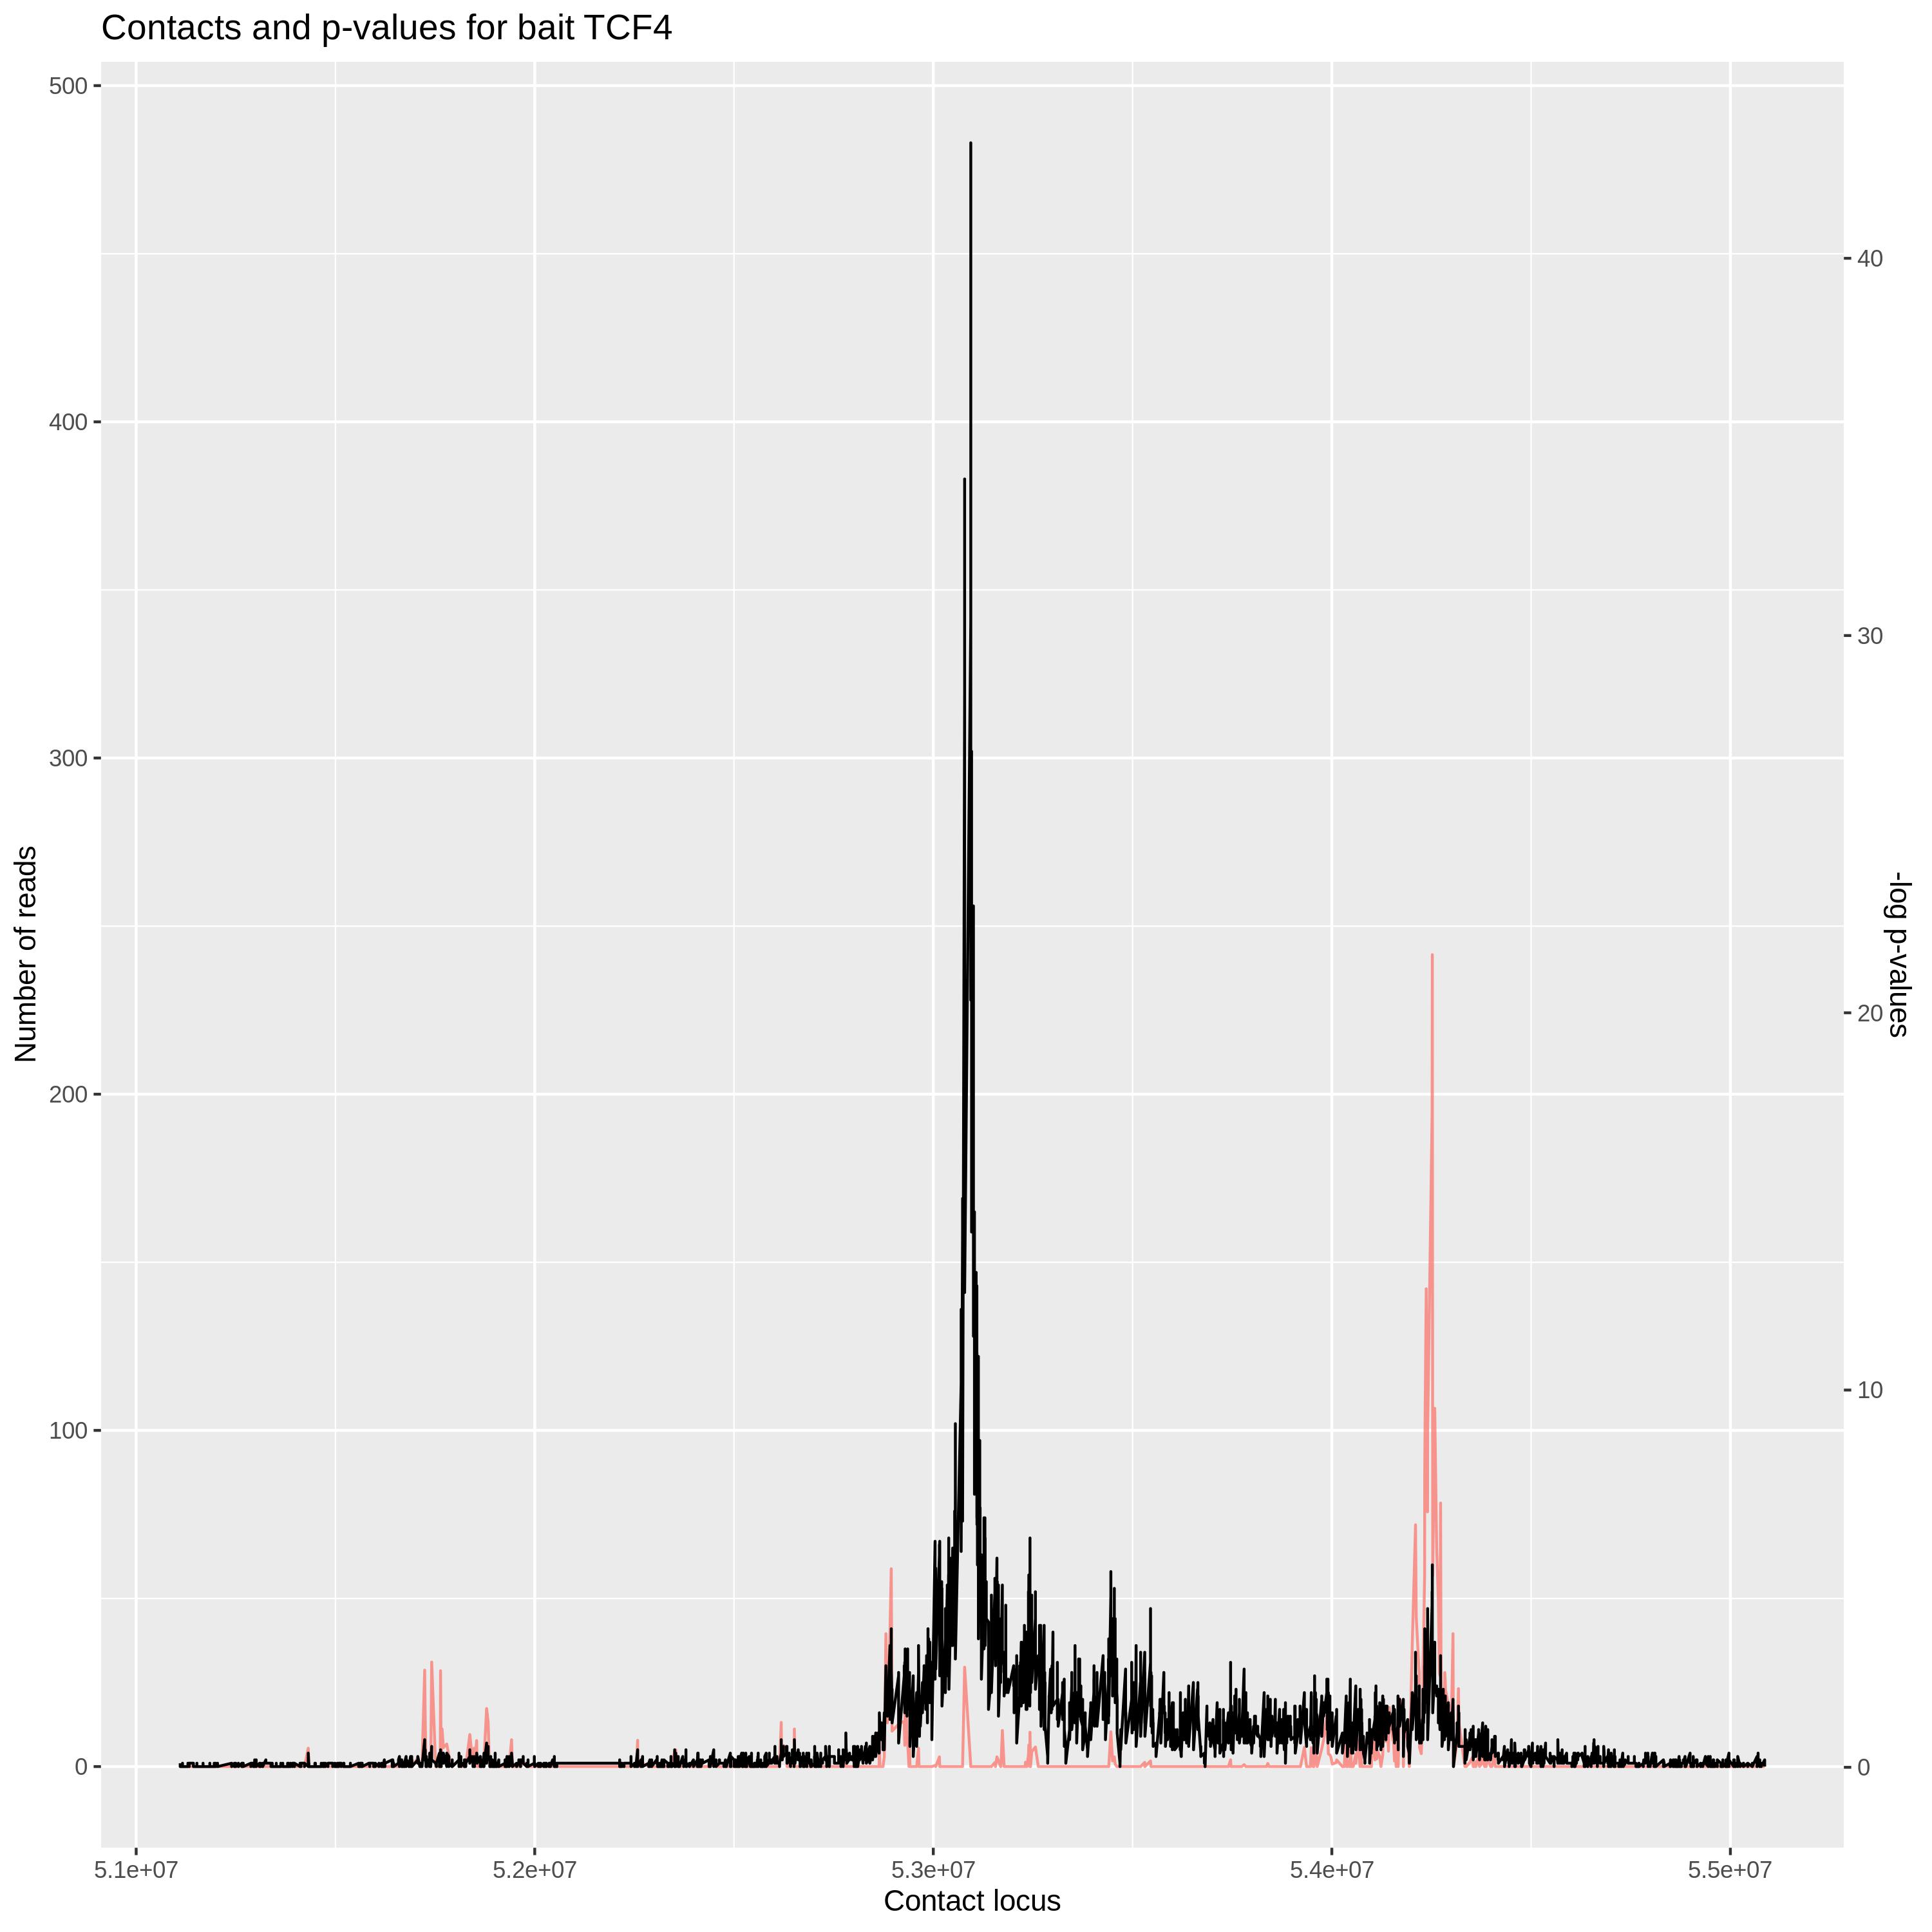 Contacts and p-values for bait TCF4
500
400
300
200
100
0
Number of reads
40
30
20
10
0
-log p-values
5.1e+07
5.2e+07
5.3e+07
5.4e+07
5.5e+07
Contact locus